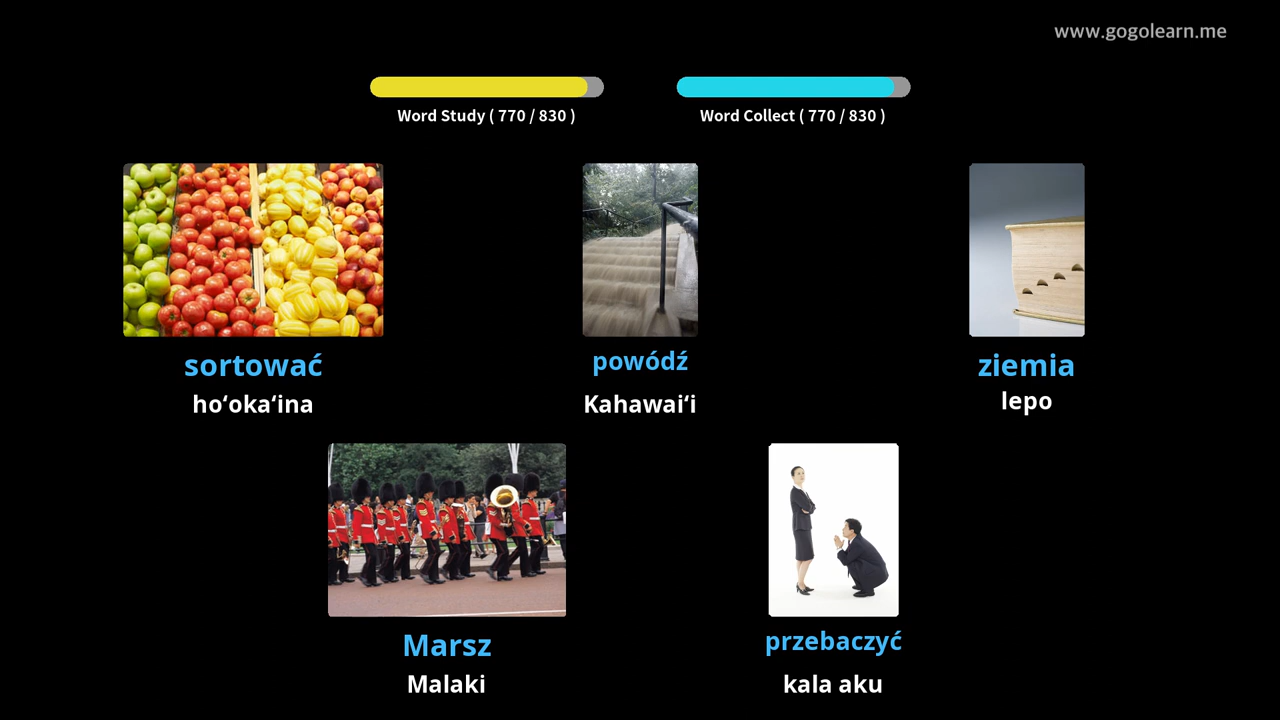 www.gogolearn.me
Word Study ( 770 / 830 )
Word Collect ( 770 / 830 )
sortować
hoʻokaʻina
powódź
Kahawaiʻi
ziemia
lepo
Marsz
Malaki
przebaczyć
kala aku